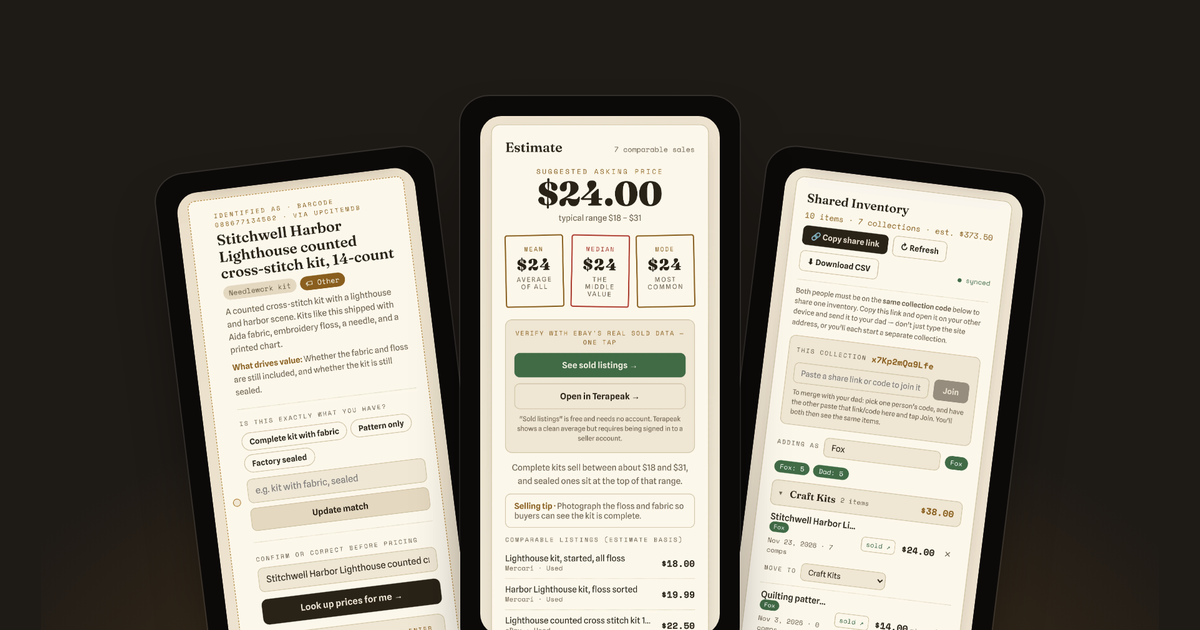 IDENTIFIED AS · BARCODE
088677134562 · VIA UPCITEMDB
Stitchwell Harbor
Lighthouse counted
cross-stitch kit, 14-count
Needlework kit
Other
A counted cross-stitch kit with a lighthouse
and harbor scene. Kits like this shipped with
Aida fabric, embroidery floss, a needle, and a
printed chart.
What drives value: Whether the fabric and floss
are still included, and whether the kit is still
sealed.
IS THIS EXACTLY WHAT YOU HAVE?
Complete kit with fabric
Pattern only
Factory sealed
e.g. kit with fabric, sealed
Update match
CONFIRM OR CORRECT BEFORE PRICING
Stitchwell Harbor Lighthouse counted
Look up prices for me →
Estimate
7 comparable sales
SUGGESTED ASKING PRICE
$24.00
typical range $18 – $31
MEAN
$24
AVERAGE
OF ALL
MEDIAN
$24
THE
MIDDLE
VALUE
MODE
$24
MOST
COMMON
VERIFY WITH EBAY'S REAL SOLD DATA —
ONE TAP
See sold listings →
Open in Terapeak →
"Sold listings" is free and needs no account. Terapeak
shows a clean average but requires being signed in to a
seller account.
Complete kits sell between about $18 and $31,
and sealed ones sit at the top of that range.
Selling tip · Photograph the floss and fabric so
buyers can see the kit is complete.
COMPARABLE LISTINGS (ESTIMATE BASIS)
Lighthouse kit, started, all floss
Mercari · Used
$18.00
Harbor Lighthouse kit, floss sorted
Mercari · Used
$19.99
Lighthouse counted cross stitch kit 1...
$22.50
Shared Inventory
10 items · 7 collections · est. $373.50
Copy share link
↻ Refresh
⬇ Download CSV
● synced
Both people must be on the same collection code below to
share one inventory. Copy this link and open it on your other
device and send it to your dad — don't just type the site
address, or you'll each start a separate collection.
THIS COLLECTION x7Kp2mQa9Lfe
Paste a share link or code to join it
Join
To merge with your dad: pick one person's code, and have
the other paste that link/code here and tap Join. You'll
both then see the same items.
ADDING AS
Fox
Fox
Fox: 5
Dad: 5
▾ Craft Kits 2 items
$38.00
Stitchwell Harbor Li...
Fox
Nov 23, 2026 · 7
comps
sold ↗
$24.00
×
MOVE TO
Craft Kits
Quilting patter...
Fox
Nov 3, 2026 · 6
comps
sold ↗
$14.00